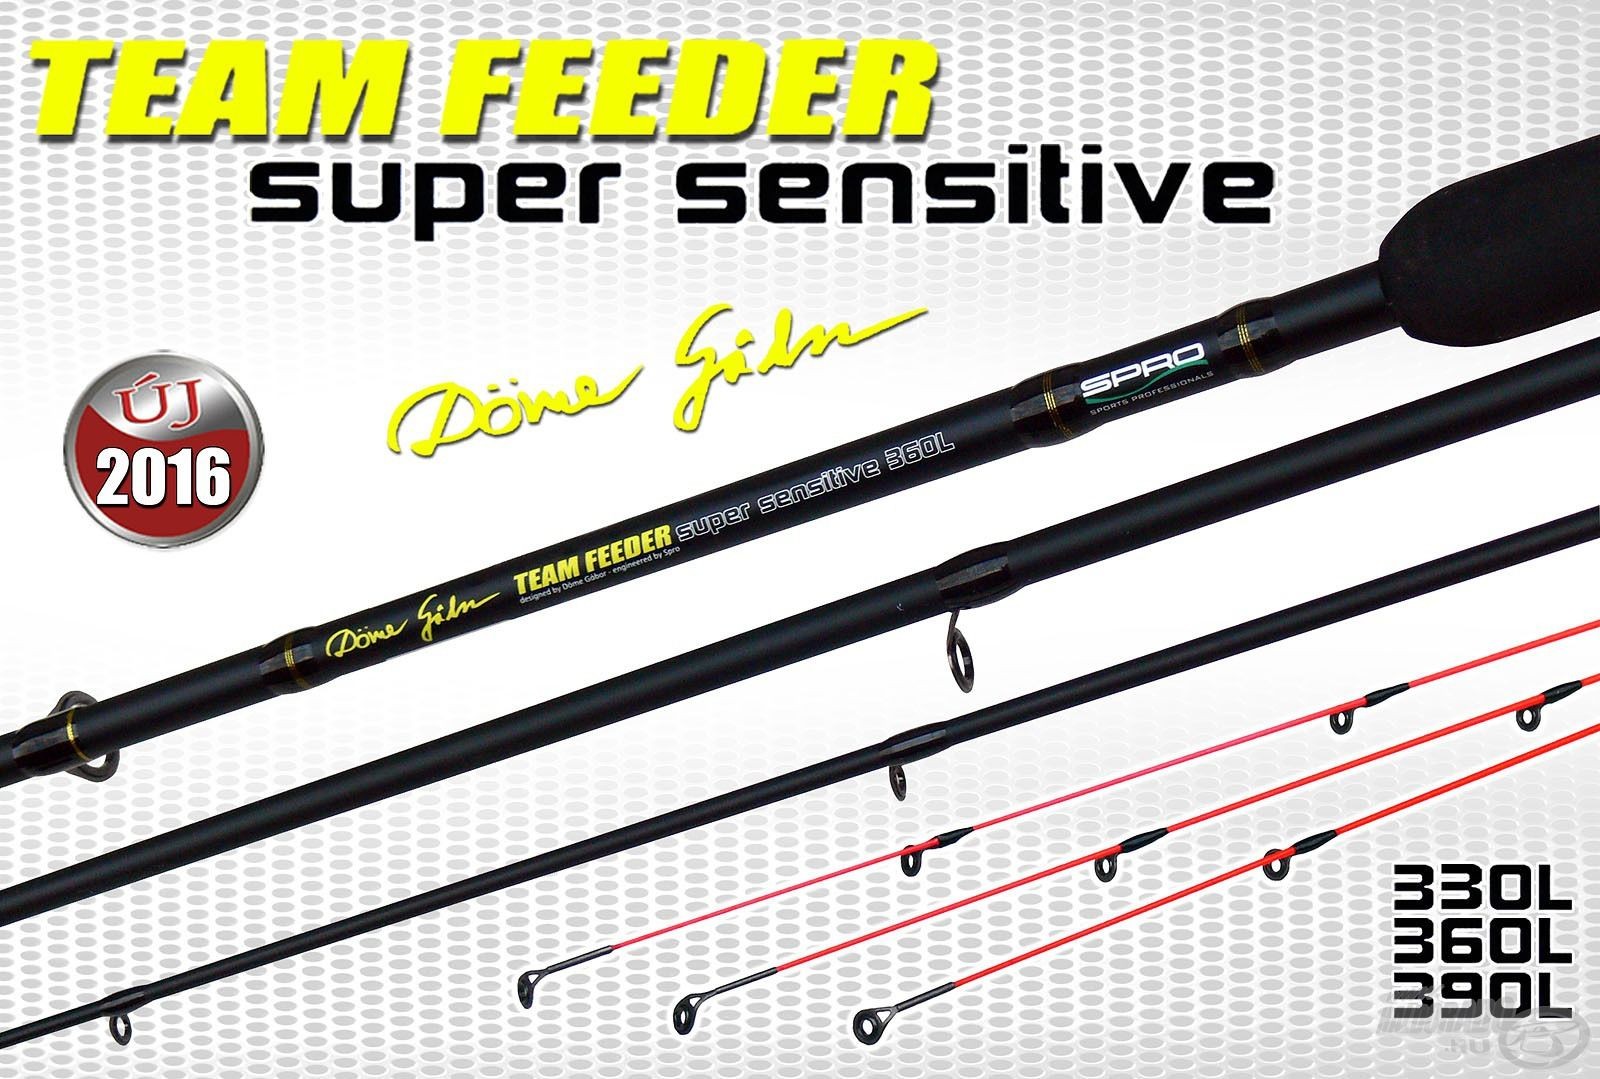 TEAM FEEDER
super sensitive
Döme Gábor
ÚJ
2016
SPRO
SPORTS PROFESSIONALS
Döme Gábor TEAM FEEDER super sensitive 360L
designed by Döme Gábor - engineered by Spro
330L
360L
390L
.HU